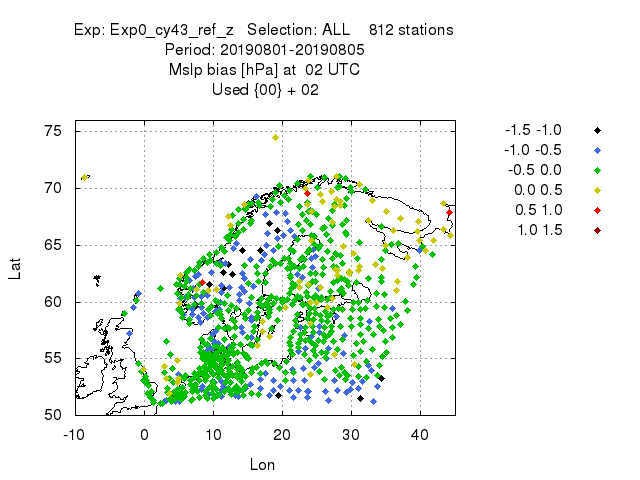 Exp: Exp0_cy43_ref_z Selection: ALL 812 stations
Period: 20190801-20190805
Mslp bias [hPa] at 02 UTC
Used {00} + 02
-1.5 -1.0
-1.0 -0.5
-0.5 0.0
0.0 0.5
0.5 1.0
1.0 1.5
75
70
65
60
55
50
Lat
-10 0 10 20 30 40
Lon